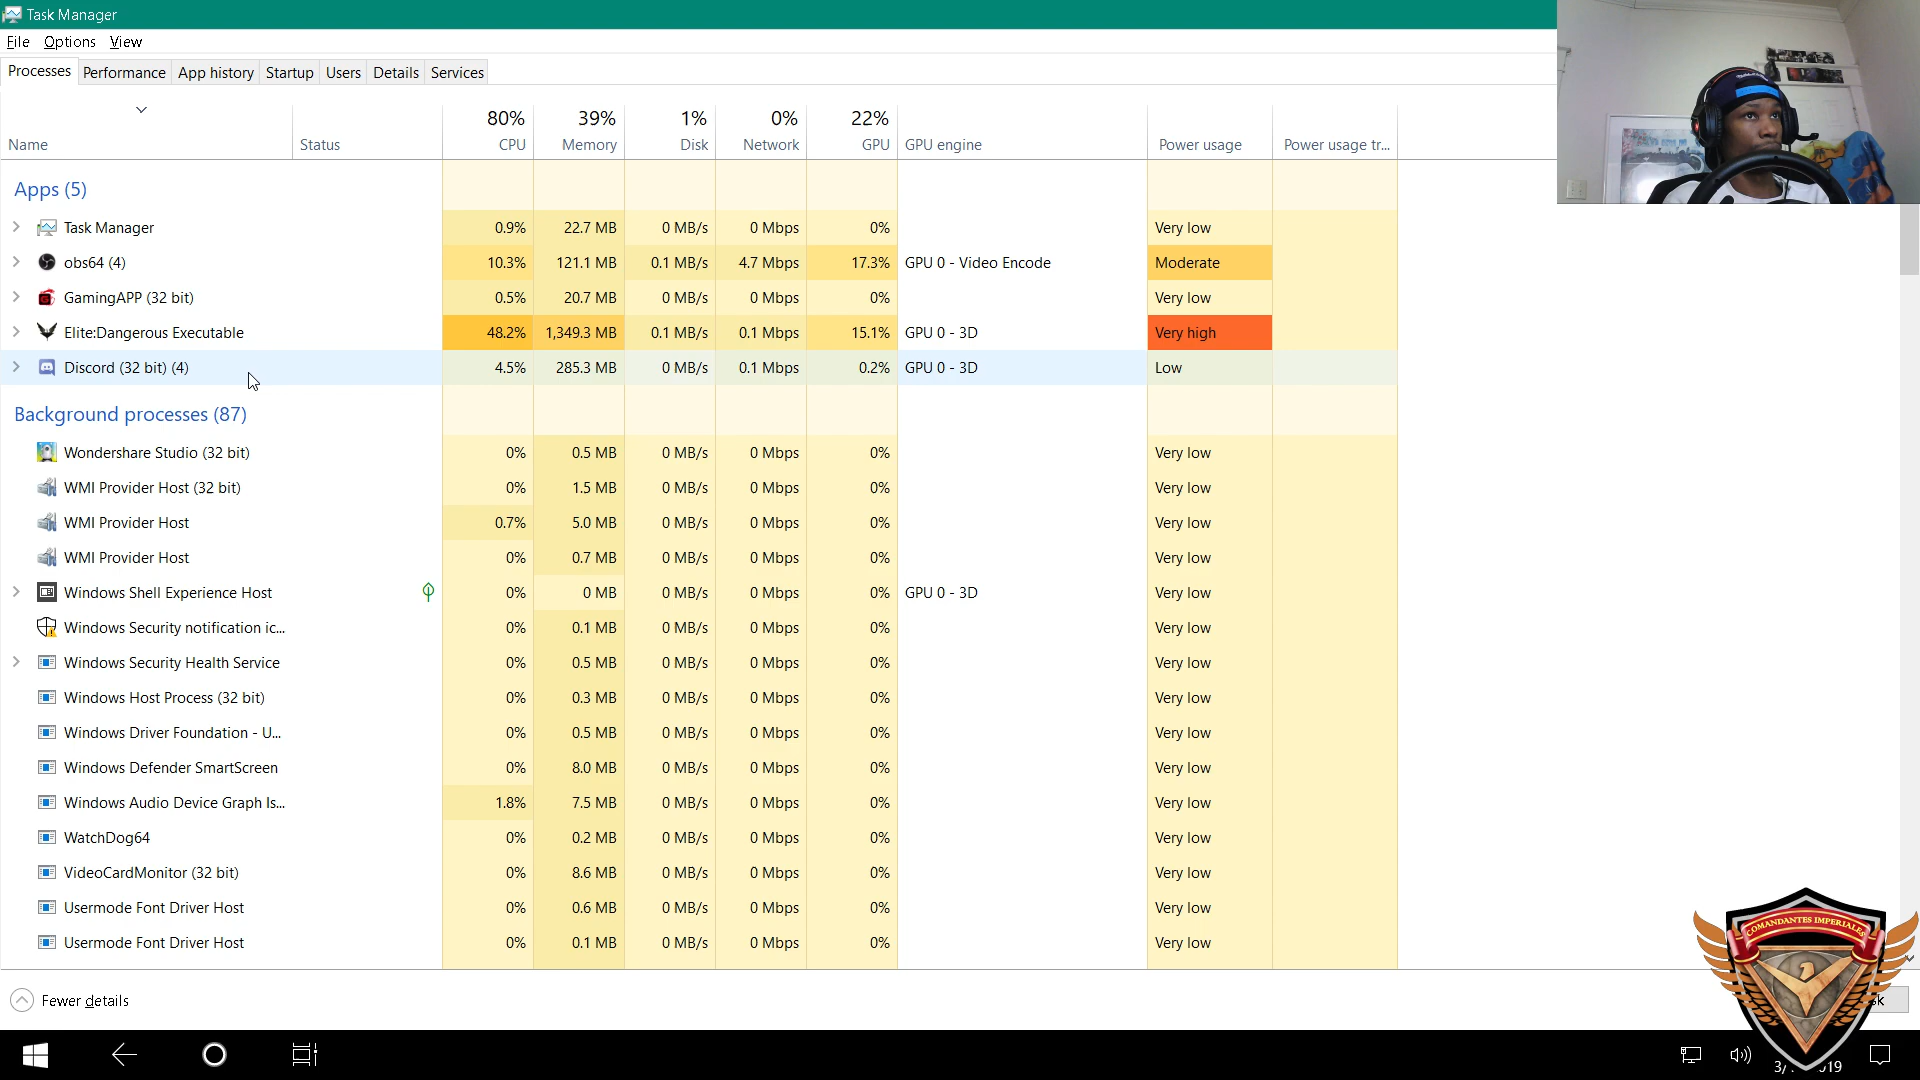 Task Manager
File Options View
Processes Performance App history Startup Users Details Services
80% 39% 1% 0% 22%
Name Status CPU Memory Disk Network GPU GPU engine Power usage Power usage tr...
Apps (5)
Task Manager 0.9% 22.7 MB 0 MB/s 0 Mbps 0% Very low
obs64 (4) 10.3% 121.1 MB 0.1 MB/s 4.7 Mbps 17.3% GPU 0 - Video Encode Moderate
GamingAPP (32 bit) 0.5% 20.7 MB 0 MB/s 0 Mbps 0% Very low
Elite:Dangerous Executable 48.2% 1,349.3 MB 0.1 MB/s 0.1 Mbps 15.1% GPU 0 - 3D Very high
Discord (32 bit) (4) 4.5% 285.3 MB 0 MB/s 0.1 Mbps 0.2% GPU 0 - 3D Low
Background processes (87)
Wondershare Studio (32 bit) 0% 0.5 MB 0 MB/s 0 Mbps 0% Very low
WMI Provider Host (32 bit) 0% 1.5 MB 0 MB/s 0 Mbps 0% Very low
WMI Provider Host 0.7% 5.0 MB 0 MB/s 0 Mbps 0% Very low
WMI Provider Host 0% 0.7 MB 0 MB/s 0 Mbps 0% Very low
Windows Shell Experience Host 0% 0 MB 0 MB/s 0 Mbps 0% GPU 0 - 3D Very low
Windows Security notification ic... 0% 0.1 MB 0 MB/s 0 Mbps 0% Very low
Windows Security Health Service 0% 0.5 MB 0 MB/s 0 Mbps 0% Very low
Windows Host Process (32 bit) 0% 0.3 MB 0 MB/s 0 Mbps 0% Very low
Windows Driver Foundation - U... 0% 0.5 MB 0 MB/s 0 Mbps 0% Very low
Windows Defender SmartScreen 0% 8.0 MB 0 MB/s 0 Mbps 0% Very low
Windows Audio Device Graph Is... 1.8% 7.5 MB 0 MB/s 0 Mbps 0% Very low
WatchDog64 0% 0.2 MB 0 MB/s 0 Mbps 0% Very low
VideoCardMonitor (32 bit) 0% 8.6 MB 0 MB/s 0 Mbps 0% Very low
Usermode Font Driver Host 0% 0.6 MB 0 MB/s 0 Mbps 0% Very low
Usermode Font Driver Host 0% 0.1 MB 0 MB/s 0 Mbps 0% Very low
COMANDANTES IMPERIALES
Fewer details